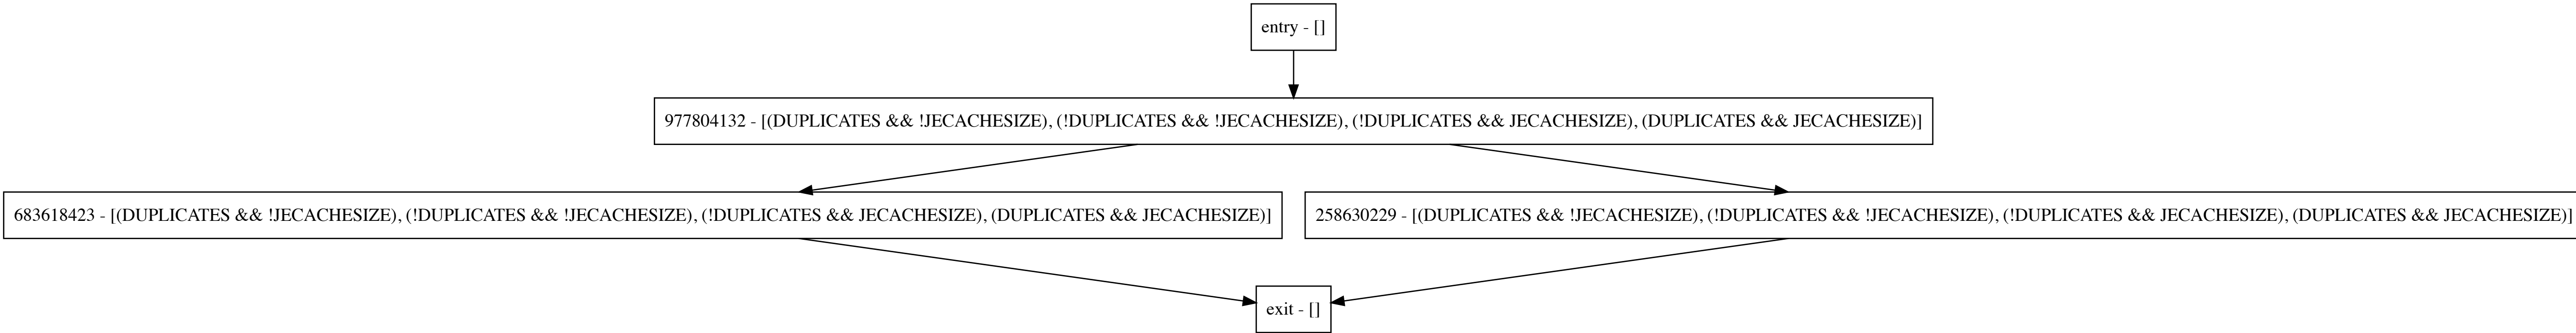 entry - []
977804132 - [(DUPLICATES && !JECACHESIZE), (!DUPLICATES && !JECACHESIZE), (!DUPLICATES && JECACHESIZE), (DUPLICATES && JECACHESIZE)]
683618423 - [(DUPLICATES && !JECACHESIZE), (!DUPLICATES && !JECACHESIZE), (!DUPLICATES && JECACHESIZE), (DUPLICATES && JECACHESIZE)]
258630229 - [(DUPLICATES && !JECACHESIZE), (!DUPLICATES && !JECACHESIZE), (!DUPLICATES && JECACHESIZE), (DUPLICATES && JECACHESIZE)]
exit - []